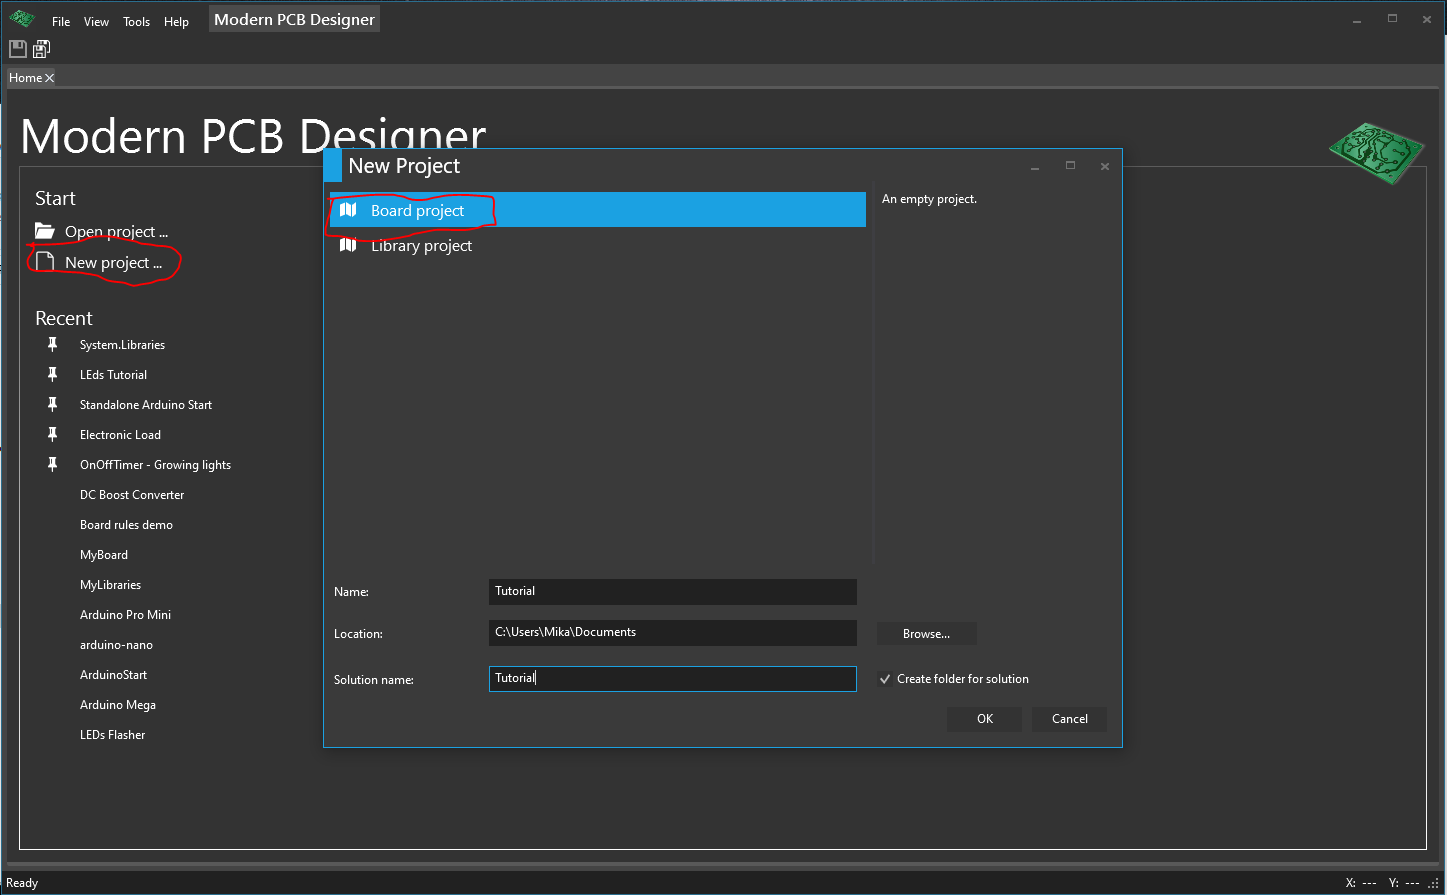 File View Tools Help Modern PCB Designer
Home
Modern PCB Designer
Start
Open project ...
New project ...
Recent
System.Libraries
LEds Tutorial
Standalone Arduino Start
Electronic Load
OnOffTimer - Growing lights
DC Boost Converter
Board rules demo
MyBoard
MyLibraries
Arduino Pro Mini
arduino-nano
ArduinoStart
Arduino Mega
LEDs Flasher
New Project
Board project
Library project
An empty project.
Name: Tutorial
Location: C:\Users\Mika\Documents Browse...
Solution name: Tutorial Create folder for solution
OK Cancel
Ready X: --- Y: ---